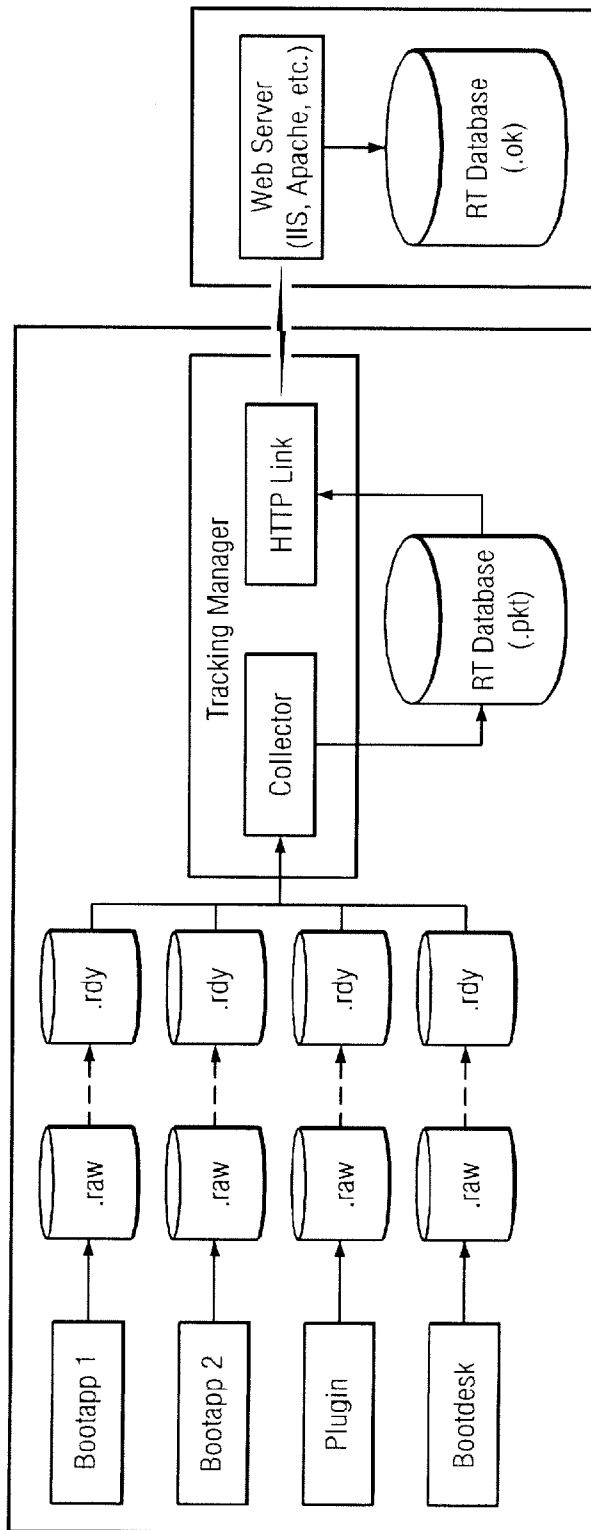 Bootapp 1
.raw
.rdy
Bootapp 2
.raw
.rdy
Plugin
.raw
.rdy
Bootdesk
.raw
.rdy
Tracking Manager
Collector
HTTP Link
RT Database
(.pkt)
Web Server
(IIS, Apache, etc.)
RT Database
(.ok)